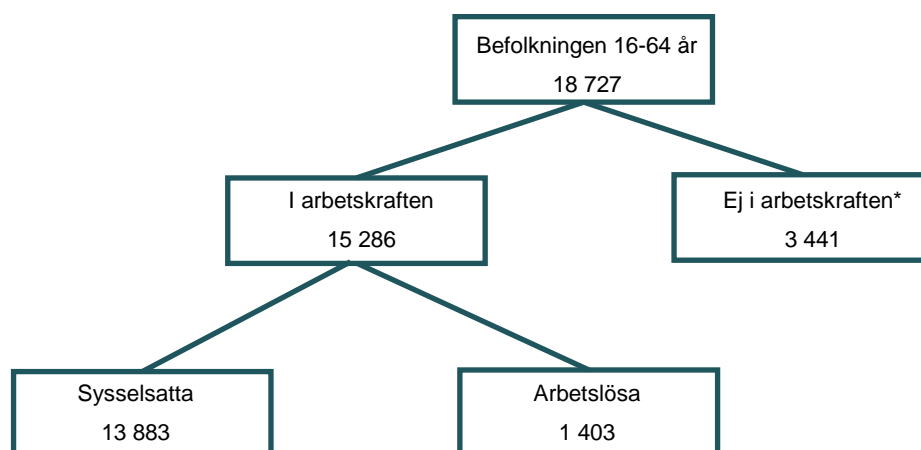 Befolkningen 16-64 år
18 727
I arbetskraften
15 286
Ej i arbetskraften*
3 441
Sysselsatta
13 883
Arbetslösa
1 403